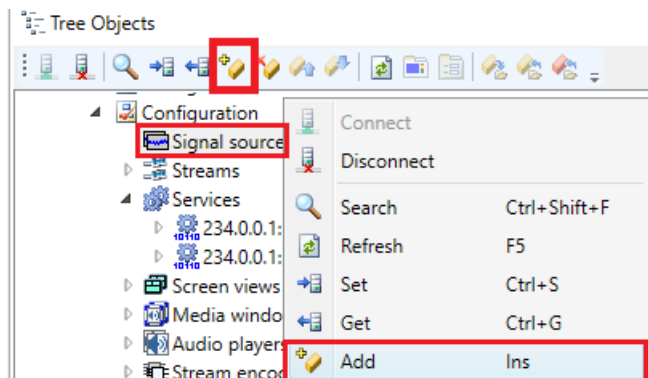 Tree Objects
Configuration
Signal source
Streams
Services
234.0.0.1:
234.0.0.1:
Screen views
Media windo
Audio players
Stream encod
Connect
Disconnect
Search Ctrl+Shift+F
Refresh F5
Set Ctrl+S
Get Ctrl+G
Add Ins